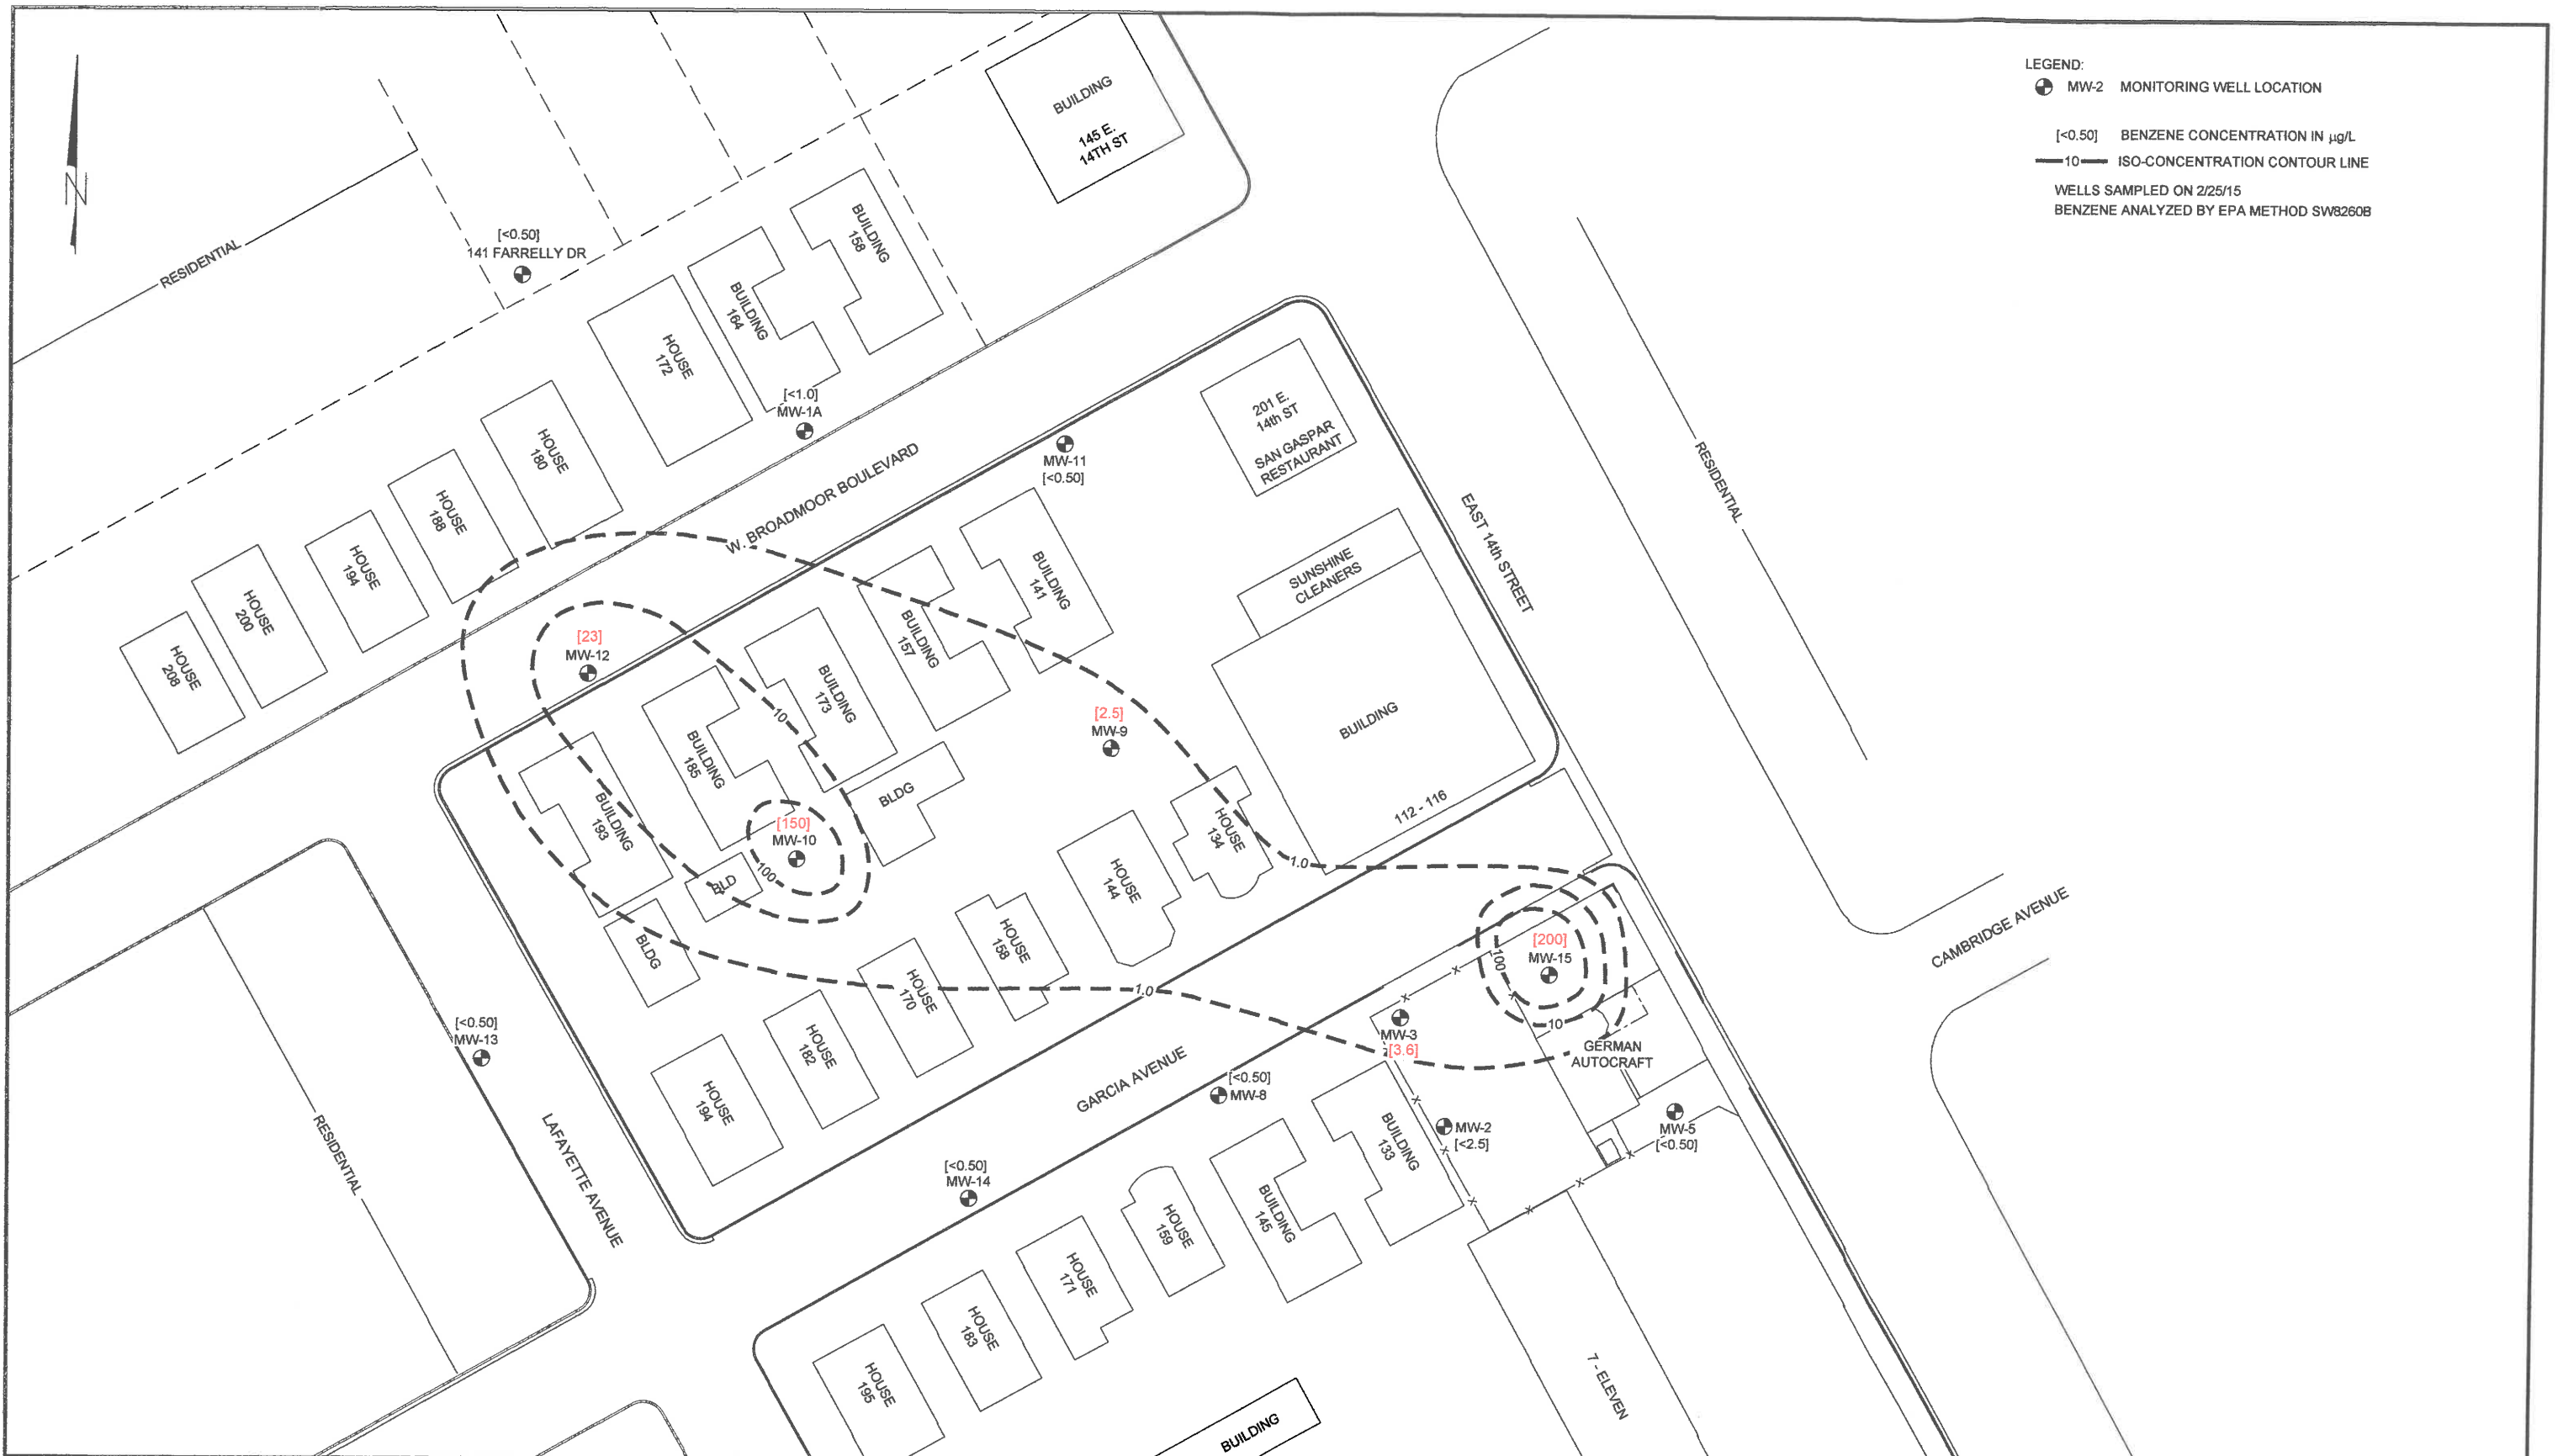 LEGEND:
MW-2 MONITORING WELL LOCATION
[<0.50] BENZENE CONCENTRATION IN µg/L
10 ISO-CONCENTRATION CONTOUR LINE
WELLS SAMPLED ON 2/25/15
BENZENE ANALYZED BY EPA METHOD SW8260B
N
BUILDING
145 E.
14TH ST
RESIDENTIAL
[<0.50]
141 FARRELLY DR
BUILDING
158
BUILDING
164
HOUSE
172
HOUSE
180
HOUSE
188
HOUSE
194
HOUSE
200
HOUSE
208
[<1.0]
MW-1A
W. BROADMOOR BOULEVARD
MW-11
[<0.50]
201 E.
14th ST
SAN GASPAR
RESTAURANT
EAST 14th STREET
RESIDENTIAL
SUNSHINE
CLEANERS
BUILDING
112 - 116
BUILDING
141
BUILDING
157
BUILDING
173
BUILDING
185
BUILDING
193
[23]
MW-12
10
[2.5]
MW-9
BLDG
[150]
MW-10
100
BLD
BLDG
HOUSE
134
HOUSE
144
HOUSE
158
HOUSE
170
HOUSE
182
HOUSE
194
1.0
1.0
[200]
MW-15
100
10
CAMBRIDGE AVENUE
MW-3
[3.6]
GERMAN
AUTOCRAFT
[<0.50]
MW-13
RESIDENTIAL
LAFAYETTE AVENUE
GARCIA AVENUE
[<0.50]
MW-8
MW-2
[<2.5]
MW-5
[<0.50]
[<0.50]
MW-14
BUILDING
133
BUILDING
145
HOUSE
159
HOUSE
171
HOUSE
183
HOUSE
195
7 - ELEVEN
BUILDING